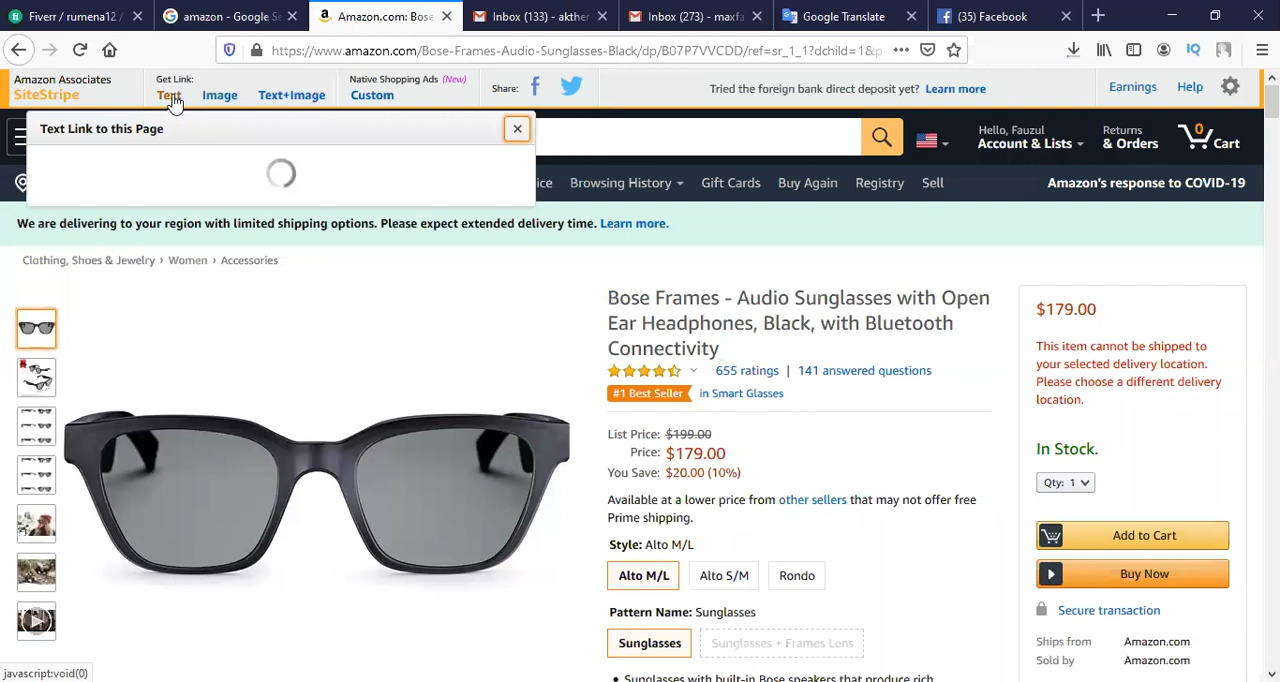 Fiverr / rumena12
amazon - Google Se
Amazon.com: Bose
Inbox (133) - akther
Inbox (273) - maxfa
Google Translate
(35) Facebook
https://www.amazon.com/Bose-Frames-Audio-Sunglasses-Black/dp/B07P7VVCDD/ref=sr_1_1?dchild=1&p
Amazon Associates
SiteStripe
Get Link:
Text
Image
Text+Image
Native Shopping Ads (New)
Custom
Share:
Tried the foreign bank direct deposit yet? Learn more
Earnings
Help
Text Link to this Page
Hello, Fauzul
Account & Lists
Returns
& Orders
0
Cart
ice
Browsing History
Gift Cards
Buy Again
Registry
Sell
Amazon's response to COVID-19
We are delivering to your region with limited shipping options. Please expect extended delivery time. Learn more.
Clothing, Shoes & Jewelry › Women › Accessories
Bose Frames - Audio Sunglasses with Open
Ear Headphones, Black, with Bluetooth
Connectivity
655 ratings | 141 answered questions
#1 Best Seller in Smart Glasses
List Price: $199.00
Price: $179.00
You Save: $20.00 (10%)
Available at a lower price from other sellers that may not offer free
Prime shipping.
Style: Alto M/L
Alto M/L
Alto S/M
Rondo
Pattern Name: Sunglasses
Sunglasses
Sunglasses + Frames Lens
• Sunglasses with built-in Bose speakers that produce rich
$179.00
This item cannot be shipped to
your selected delivery location.
Please choose a different delivery
location.
In Stock.
Qty: 1
Add to Cart
Buy Now
Secure transaction
Ships from Amazon.com
Sold by Amazon.com
javascript:void(0)